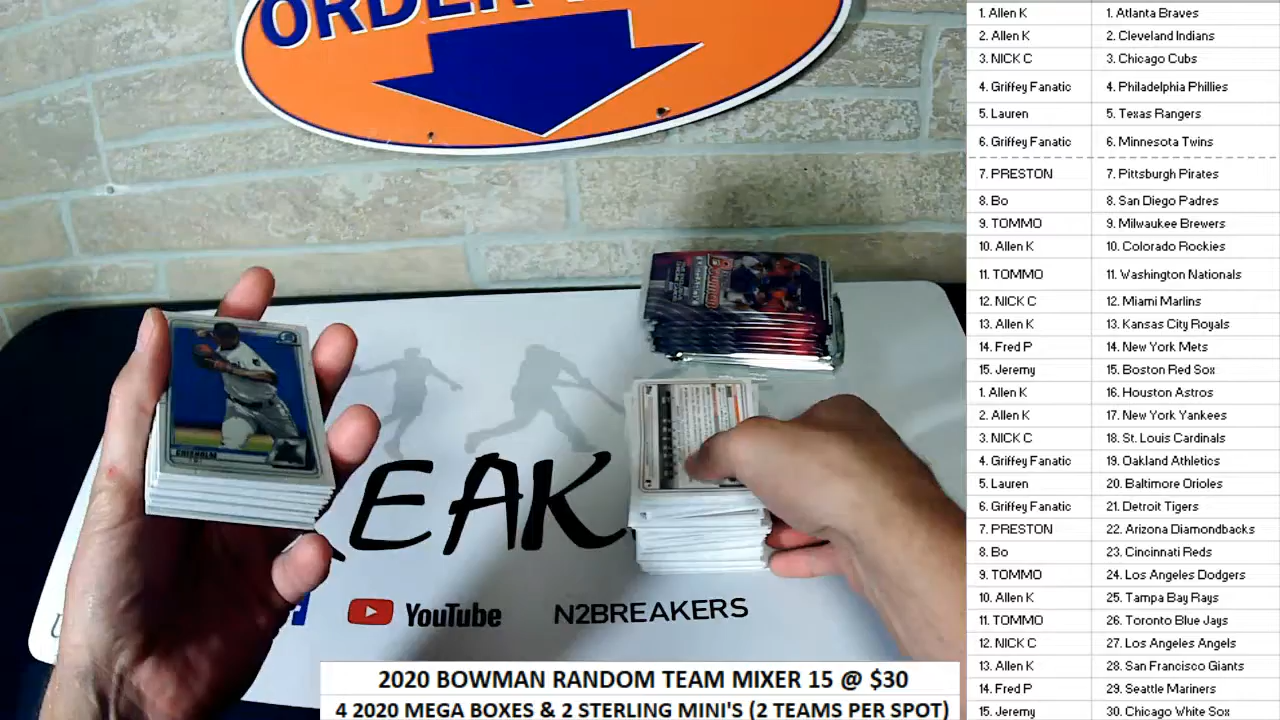 ORDER
EAK
YouTube N2BREAKERS
Bowman
CHISHOLM
2020 BOWMAN RANDOM TEAM MIXER 15 @ $30
4 2020 MEGA BOXES & 2 STERLING MINI'S (2 TEAMS PER SPOT)
1. Allen K 1. Atlanta Braves
2. Allen K 2. Cleveland Indians
3. NICK C 3. Chicago Cubs
4. Griffey Fanatic 4. Philadelphia Phillies
5. Lauren 5. Texas Rangers
6. Griffey Fanatic 6. Minnesota Twins
7. PRESTON 7. Pittsburgh Pirates
8. Bo 8. San Diego Padres
9. TOMMO 9. Milwaukee Brewers
10. Allen K 10. Colorado Rockies
11. TOMMO 11. Washington Nationals
12. NICK C 12. Miami Marlins
13. Allen K 13. Kansas City Royals
14. Fred P 14. New York Mets
15. Jeremy 15. Boston Red Sox
1. Allen K 16. Houston Astros
2. Allen K 17. New York Yankees
3. NICK C 18. St. Louis Cardinals
4. Griffey Fanatic 19. Oakland Athletics
5. Lauren 20. Baltimore Orioles
6. Griffey Fanatic 21. Detroit Tigers
7. PRESTON 22. Arizona Diamondbacks
8. Bo 23. Cincinnati Reds
9. TOMMO 24. Los Angeles Dodgers
10. Allen K 25. Tampa Bay Rays
11. TOMMO 26. Toronto Blue Jays
12. NICK C 27. Los Angeles Angels
13. Allen K 28. San Francisco Giants
14. Fred P 29. Seattle Mariners
15. Jeremy 30. Chicago White Sox